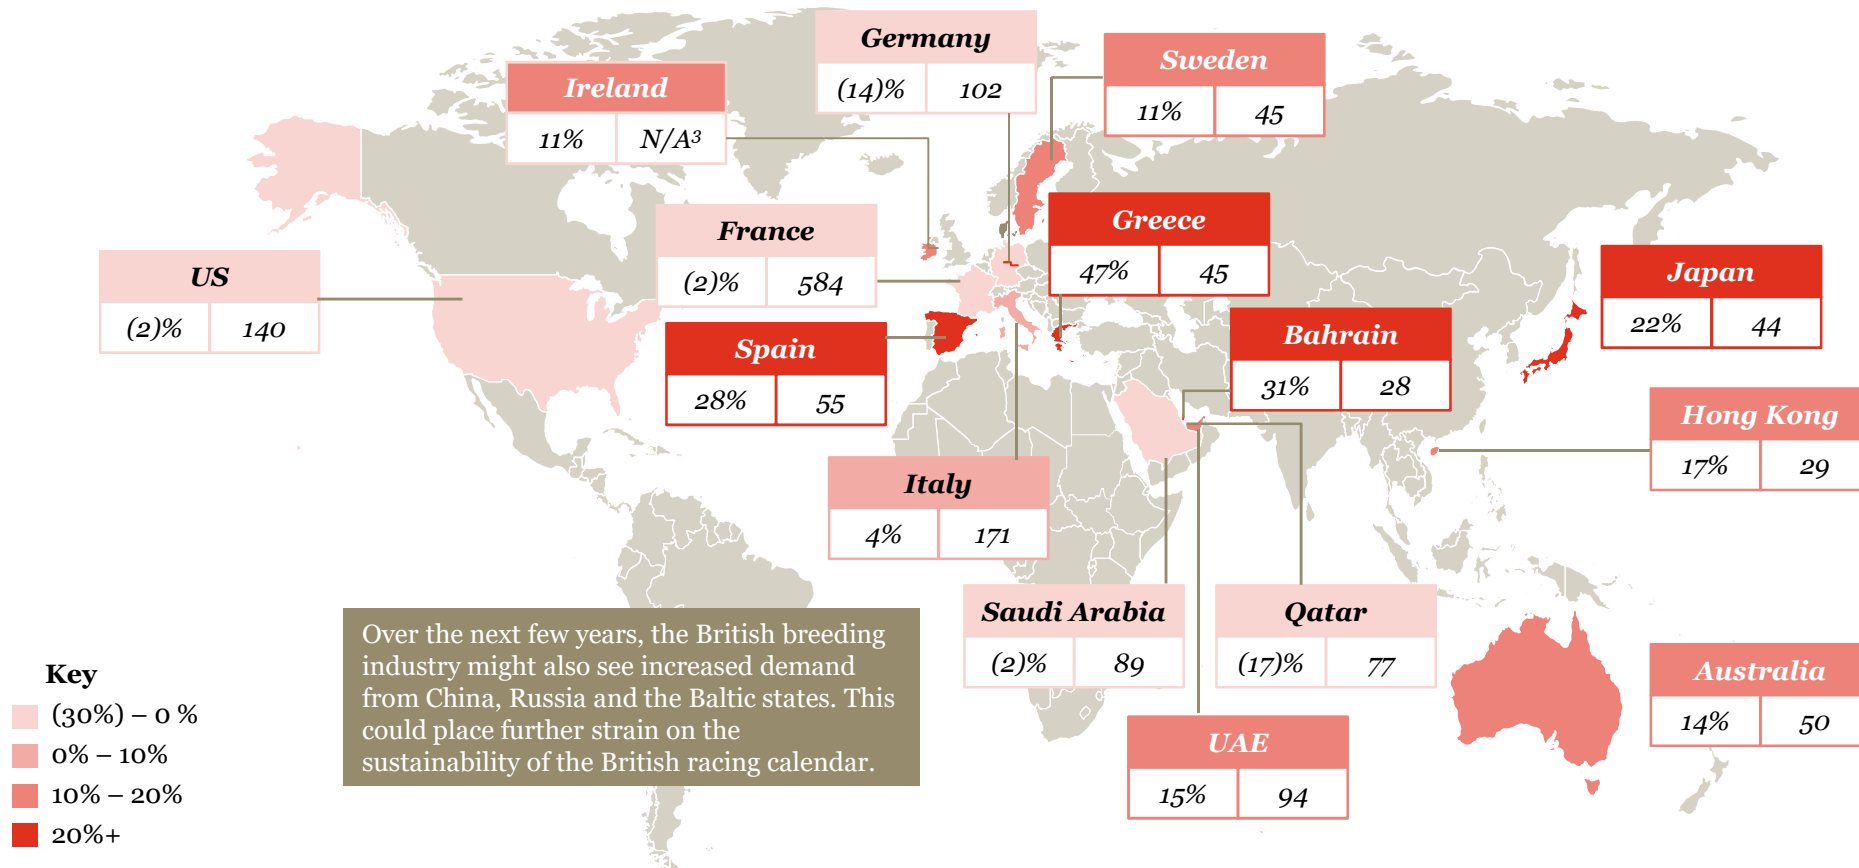 Germany
(14)% 102
Sweden
11% 45
Ireland
11% N/A³
France
(2)% 584
Greece
47% 45
US
(2)% 140
Japan
22% 44
Spain
28% 55
Bahrain
31% 28
Hong Kong
17% 29
Italy
4% 171
Saudi Arabia
(2)% 89
Qatar
(17)% 77
Australia
14% 50
UAE
15% 94
Over the next few years, the British breeding
industry might also see increased demand
from China, Russia and the Baltic states. This
could place further strain on the
sustainability of the British racing calendar.
Key
(30%) – 0 %
0% – 10%
10% – 20%
20%+